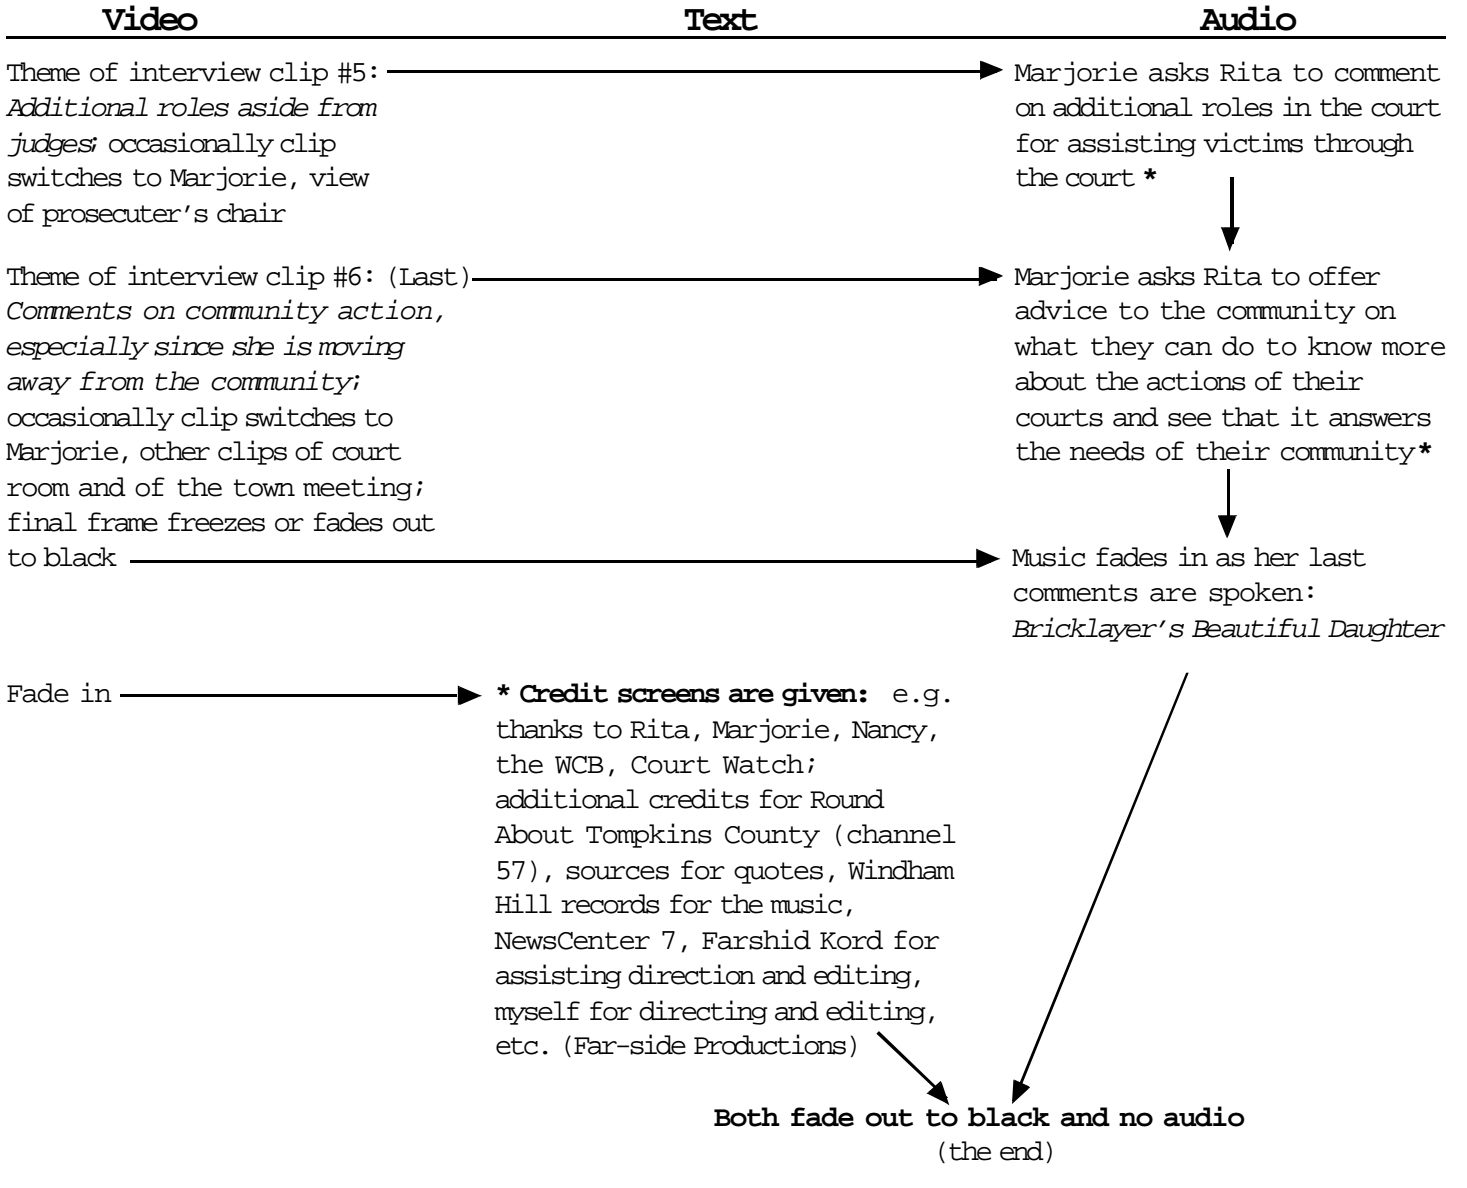 Video Text Audio
Theme of interview clip #5:
Additional roles aside from
judges; occasionally clip
switches to Marjorie, view
of prosecuter's chair
Marjorie asks Rita to comment
on additional roles in the court
for assisting victims through
the court *
Theme of interview clip #6: (Last)
Comments on community action,
especially since she is moving
away from the community;
occasionally clip switches to
Marjorie, other clips of court
room and of the town meeting;
final frame freezes or fades out
to black
Marjorie asks Rita to offer
advice to the community on
what they can do to know more
about the actions of their
courts and see that it answers
the needs of their community*
Music fades in as her last
comments are spoken:
Bricklayer's Beautiful Daughter
Fade in
* Credit screens are given: e.g.
thanks to Rita, Marjorie, Nancy,
the WCB, Court Watch;
additional credits for Round
About Tompkins County (channel
57), sources for quotes, Windham
Hill records for the music,
NewsCenter 7, Farshid Kord for
assisting direction and editing,
myself for directing and editing,
etc. (Far-side Productions)
Both fade out to black and no audio
(the end)